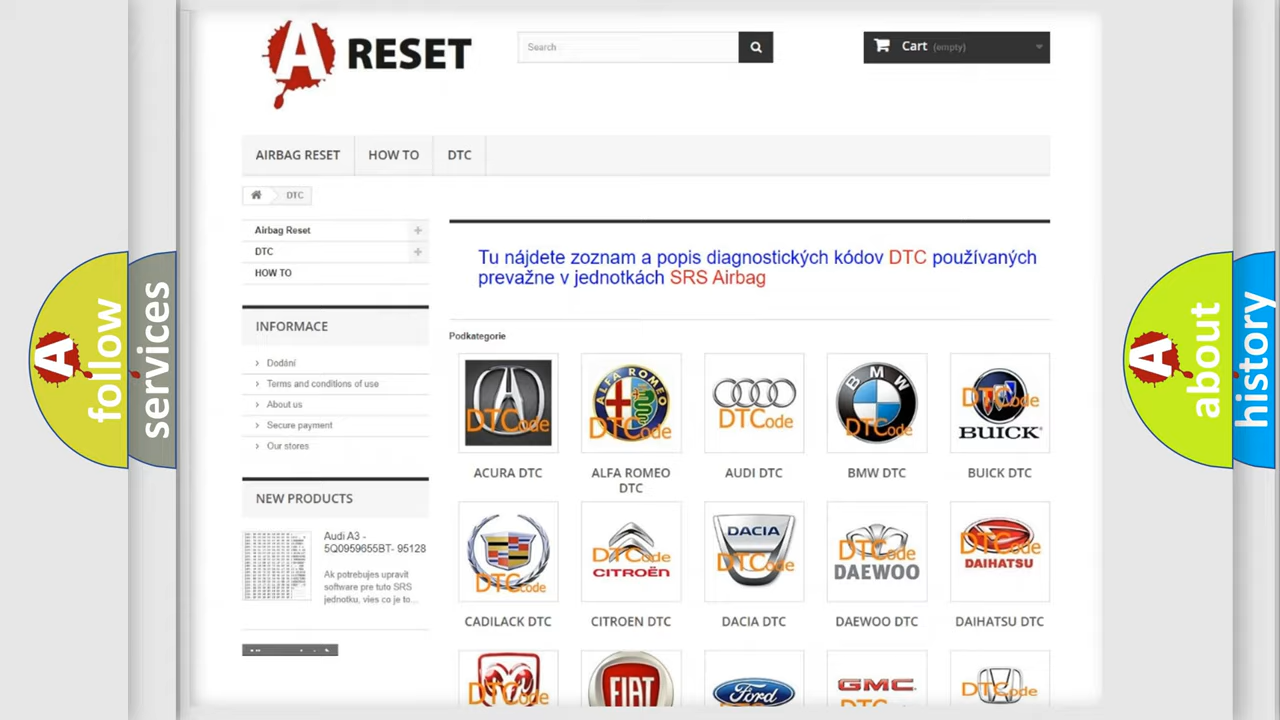 A RESET
Search
Cart (empty)
AIRBAG RESET
HOW TO
DTC
DTC
Airbag Reset
DTC
HOW TO
INFORMACE
Dodání
Terms and conditions of use
About us
Secure payment
Our stores
NEW PRODUCTS
Audi A3 -
5Q0959655BT- 95128
Ak potrebujes upravit
software pre tuto SRS
jednotku, vies co je to...
Tu nájdete zoznam a popis diagnostických kódov DTC používaných
prevažne v jednotkách SRS Airbag
Podkategorie
DTCode
ACURA DTC
ALFA ROMEO
DTCode
ALFA ROMEO
DTC
DTCode
AUDI DTC
BMW
DTCode
BMW DTC
DTCode
BUICK
BUICK DTC
DTCode
CADILACK DTC
DTCode
CITROËN
CITROEN DTC
DACIA
DTCode
DACIA DTC
DTCode
DAEWOO
DAEWOO DTC
DTCode
DAIHATSU
DAIHATSU DTC
DTCode
FIAT
Ford
GMC
DTCode
A follow
services
A about
history